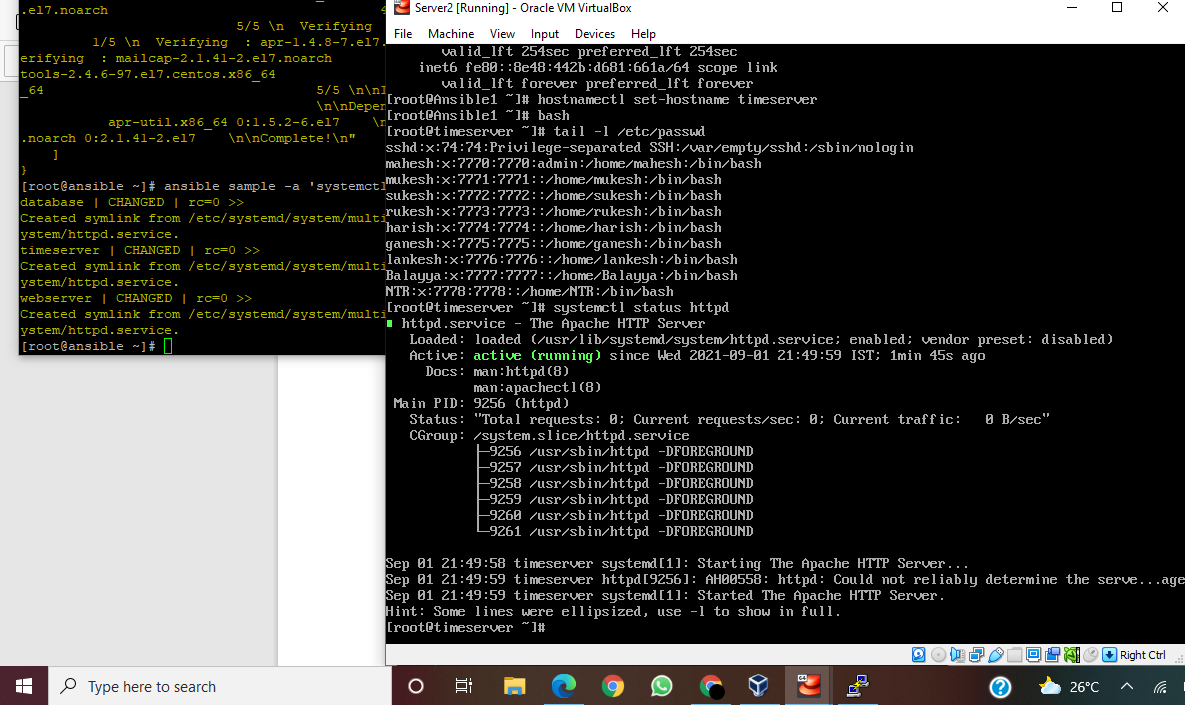 .el7.noarch 4
5/5 \n Verifying
1/5 \n Verifying : apr-1.4.8-7.el7.
erifying : mailcap-2.1.41-2.el7.noarch
tools-2.4.6-97.el7.centos.x86_64
_64 5/5 \n\nI
\n\nDepen
apr-util.x86_64 0:1.5.2-6.el7 \n
.noarch 0:2.1.41-2.el7 \n\nComplete!\n"
]
}
[root@ansible ~]# ansible sample -a 'systemctl
database | CHANGED | rc=0 >>
Created symlink from /etc/systemd/system/multi
ystem/httpd.service.
timeserver | CHANGED | rc=0 >>
Created symlink from /etc/systemd/system/multi
ystem/httpd.service.
webserver | CHANGED | rc=0 >>
Created symlink from /etc/systemd/system/multi
ystem/httpd.service.
[root@ansible ~]#
Server2 [Running] - Oracle VM VirtualBox
File Machine View Input Devices Help
valid_lft 254sec preferred_lft 254sec
inet6 fe80::8e48:442b:d681:661a/64 scope link
valid_lft forever preferred_lft forever
[root@Ansible1 ~]# hostnamectl set-hostname timeserver
[root@Ansible1 ~]# bash
[root@timeserver ~]# tail -l /etc/passwd
sshd:x:74:74:Privilege-separated SSH:/var/empty/sshd:/sbin/nologin
mahesh:x:7770:7770:admin:/home/mahesh:/bin/bash
mukesh:x:7771:7771::/home/mukesh:/bin/bash
sukesh:x:7772:7772::/home/sukesh:/bin/bash
rukesh:x:7773:7773::/home/rukesh:/bin/bash
harish:x:7774:7774::/home/harish:/bin/bash
ganesh:x:7775:7775::/home/ganesh:/bin/bash
lankesh:x:7776:7776::/home/lankesh:/bin/bash
Balayya:x:7777:7777::/home/Balayya:/bin/bash
NTR:x:7778:7778::/home/NTR:/bin/bash
[root@timeserver ~]# systemctl status httpd
httpd.service - The Apache HTTP Server
Loaded: loaded (/usr/lib/systemd/system/httpd.service; enabled; vendor preset: disabled)
Active: active (running) since Wed 2021-09-01 21:49:59 IST; 1min 45s ago
Docs: man:httpd(8)
man:apachectl(8)
Main PID: 9256 (httpd)
Status: "Total requests: 0; Current requests/sec: 0; Current traffic:   0 B/sec"
CGroup: /system.slice/httpd.service
├─9256 /usr/sbin/httpd -DFOREGROUND
├─9257 /usr/sbin/httpd -DFOREGROUND
├─9258 /usr/sbin/httpd -DFOREGROUND
├─9259 /usr/sbin/httpd -DFOREGROUND
├─9260 /usr/sbin/httpd -DFOREGROUND
└─9261 /usr/sbin/httpd -DFOREGROUND
Sep 01 21:49:58 timeserver systemd[1]: Starting The Apache HTTP Server...
Sep 01 21:49:59 timeserver httpd[9256]: AH00558: httpd: Could not reliably determine the serve...age
Sep 01 21:49:59 timeserver systemd[1]: Started The Apache HTTP Server.
Hint: Some lines were ellipsized, use -l to show in full.
[root@timeserver ~]#
Right Ctrl
Type here to search
26°C